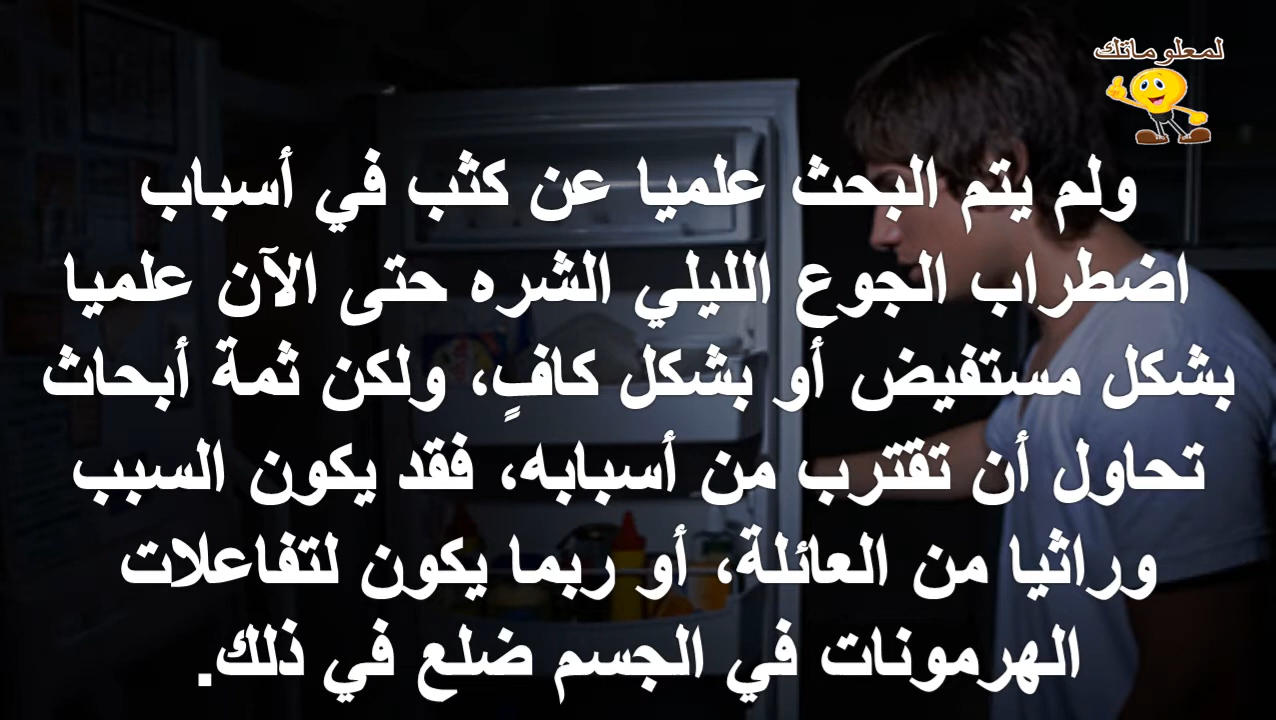 لمعلوماتك
ولم يتم البحث علميا عن كثب في أسباب
اضطراب الجوع الليلي الشره حتى الآن علميا
بشكل مستفيض أو بشكل كافٍ، ولكن ثمة أبحاث
تحاول أن تقترب من أسبابه، فقد يكون السبب
وراثيا من العائلة، أو ربما يكون لتفاعلات
الهرمونات في الجسم ضلع في ذلك.